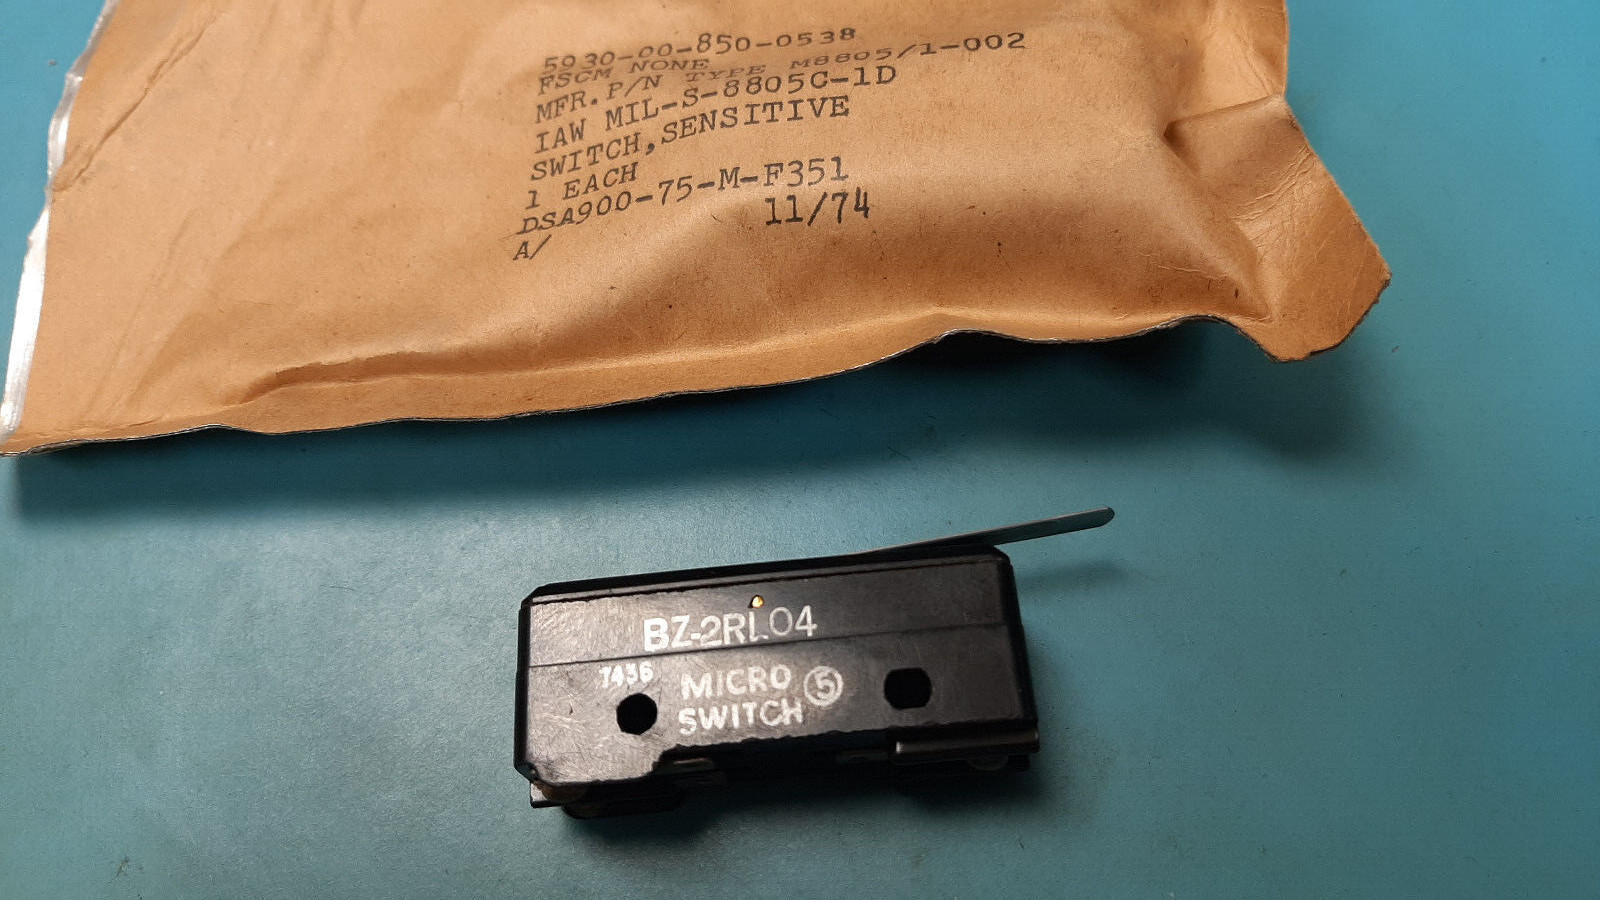 5930-00-850-0538
FSCM NONE
MFR. P/N TYPE M8805/1-002
IAW MIL-S-8805C-1D
SWITCH,SENSITIVE
1 EACH
DSA900-75-M-F351
A/ 11/74
BZ-2RL04
7436
MICRO
SWITCH
5